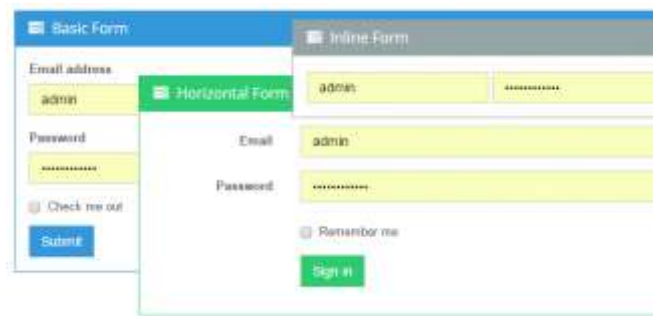 Basic Form
Email address
admin
Password
Check me out
Submit
Horizontal Form
Email
admin
Password
Remember me
Sign in
Inline Form
admin